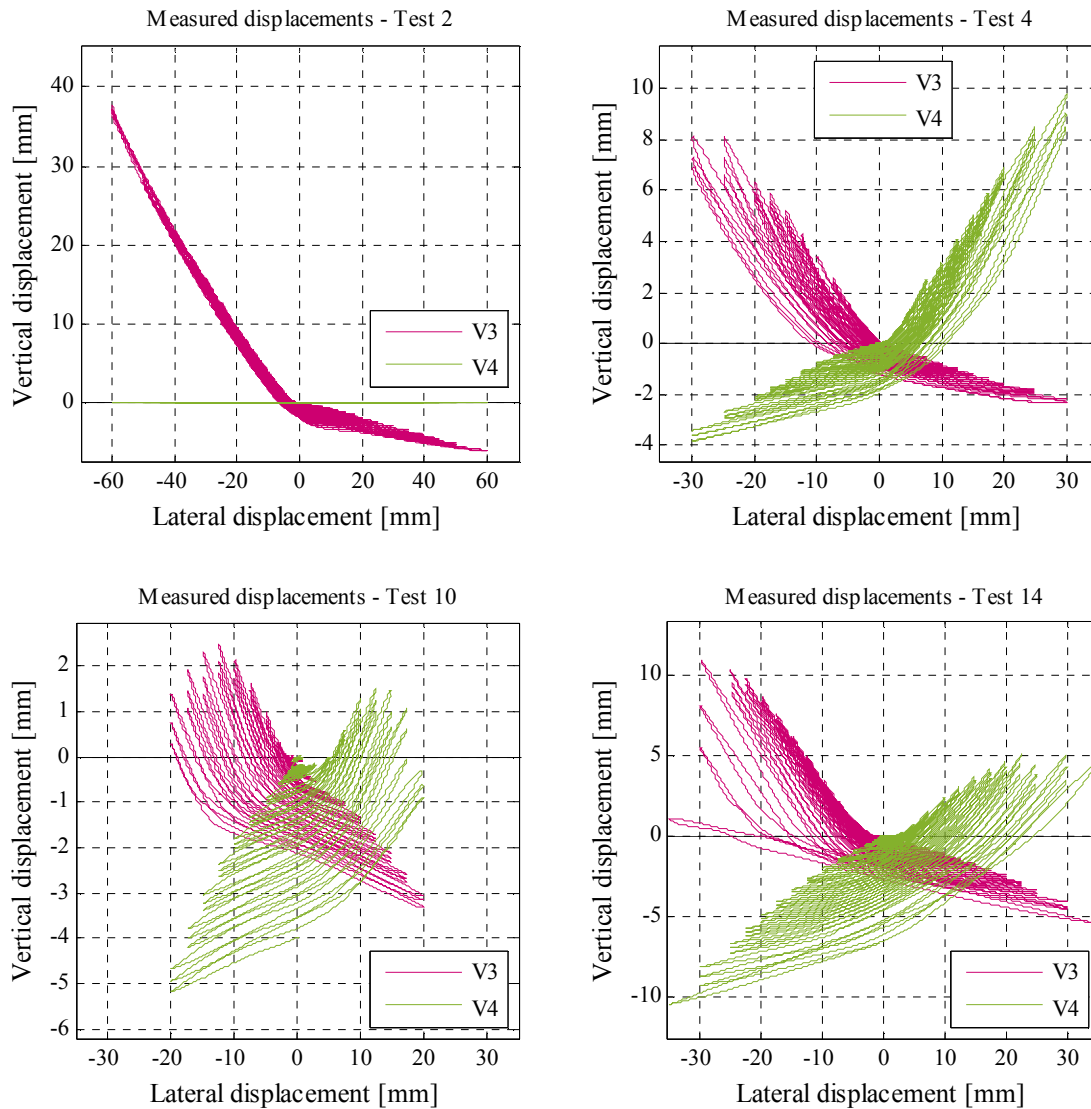 Measured displacements - Test 2
Vertical displacement [mm]
40
30
20
10
0
V3
V4
-60 -40 -20 0 20 40 60
Lateral displacement [mm]
Measured displacements - Test 4
Vertical displacement [mm]
10
8
6
4
2
0
-2
-4
V3
V4
-30 -20 -10 0 10 20 30
Lateral displacement [mm]
Measured displacements - Test 10
Vertical displacement [mm]
2
1
0
-1
-2
-3
-4
-5
-6
V3
V4
-30 -20 -10 0 10 20 30
Lateral displacement [mm]
Measured displacements - Test 14
Vertical displacement [mm]
10
5
0
-5
-10
V3
V4
-30 -20 -10 0 10 20 30
Lateral displacement [mm]